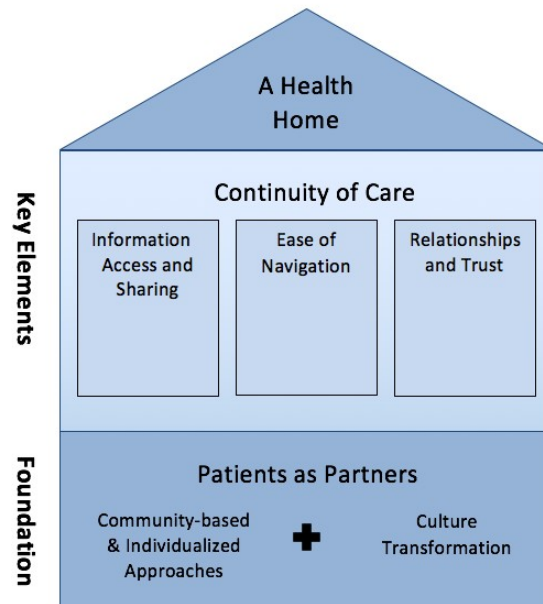 A Health
Home
Key Elements
Continuity of Care
Information
Access and
Sharing
Ease of
Navigation
Relationships
and Trust
Foundation
Patients as Partners
Community-based
& Individualized
Approaches
Culture
Transformation